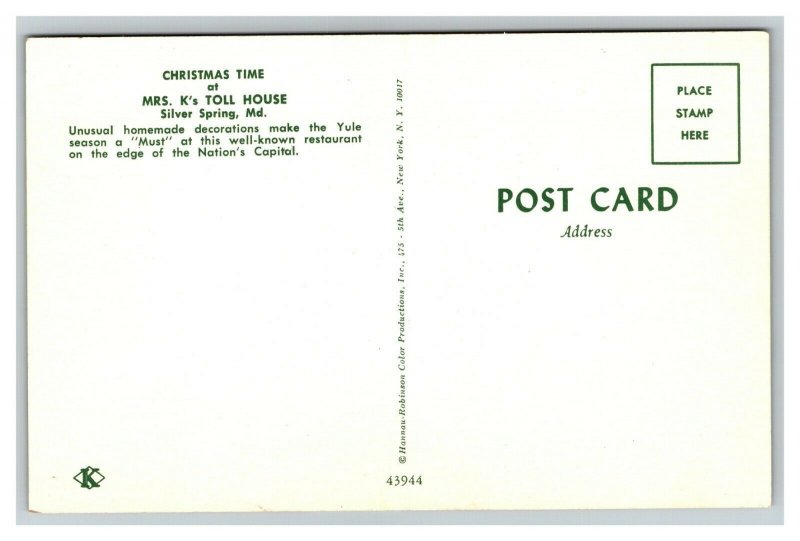 CHRISTMAS TIME
at
MRS. K's TOLL HOUSE
Silver Spring, Md.
Unusual homemade decorations make the Yule
season a "Must" at this well-known restaurant
on the edge of the Nation's Capital.
© Hannau-Robinson Color Productions, Inc., 475 - 5th Ave., New York, N. Y. 10017
PLACE
STAMP
HERE
POST CARD
Address
K
43944